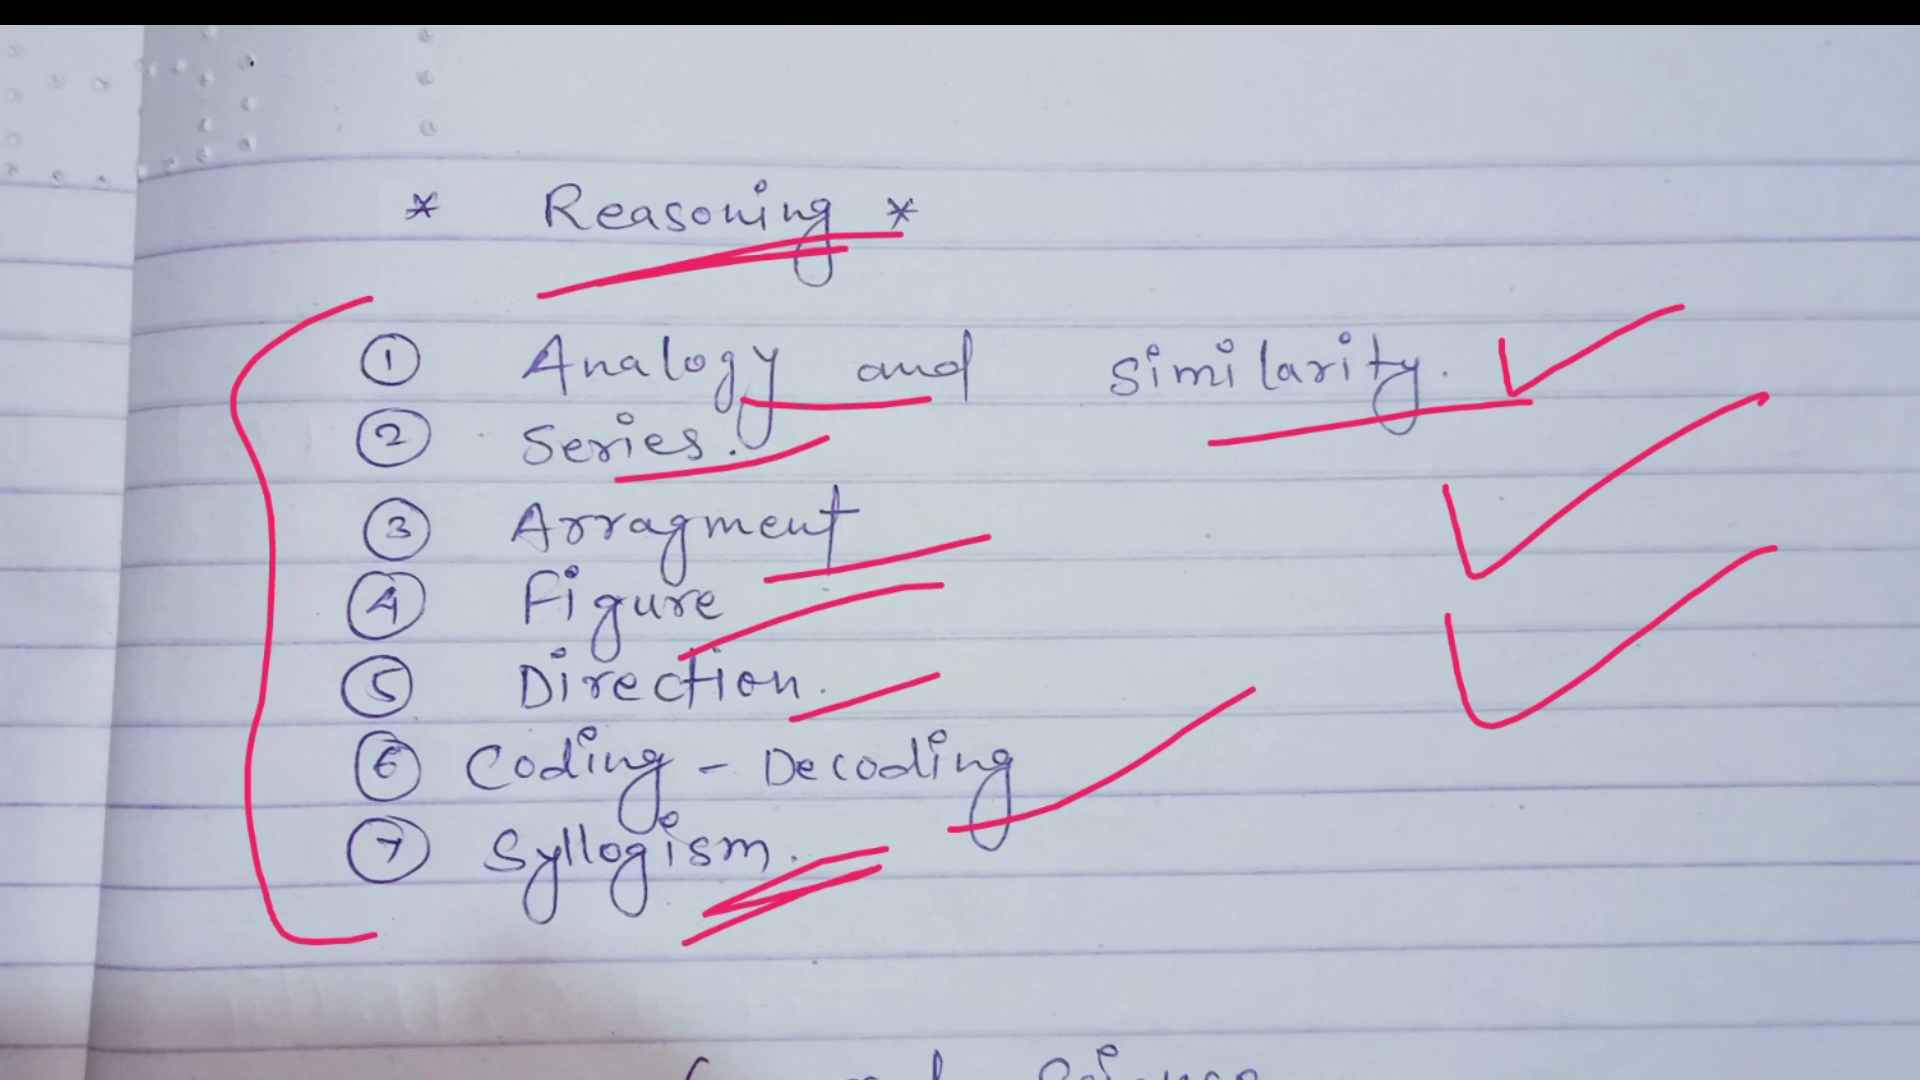 * Reasoning *
① Analogy and Similarity.
② Series.
③ Arragment
④ Figure
⑤ Direction.
⑥ Coding - Decoding
⑦ Syllogism.